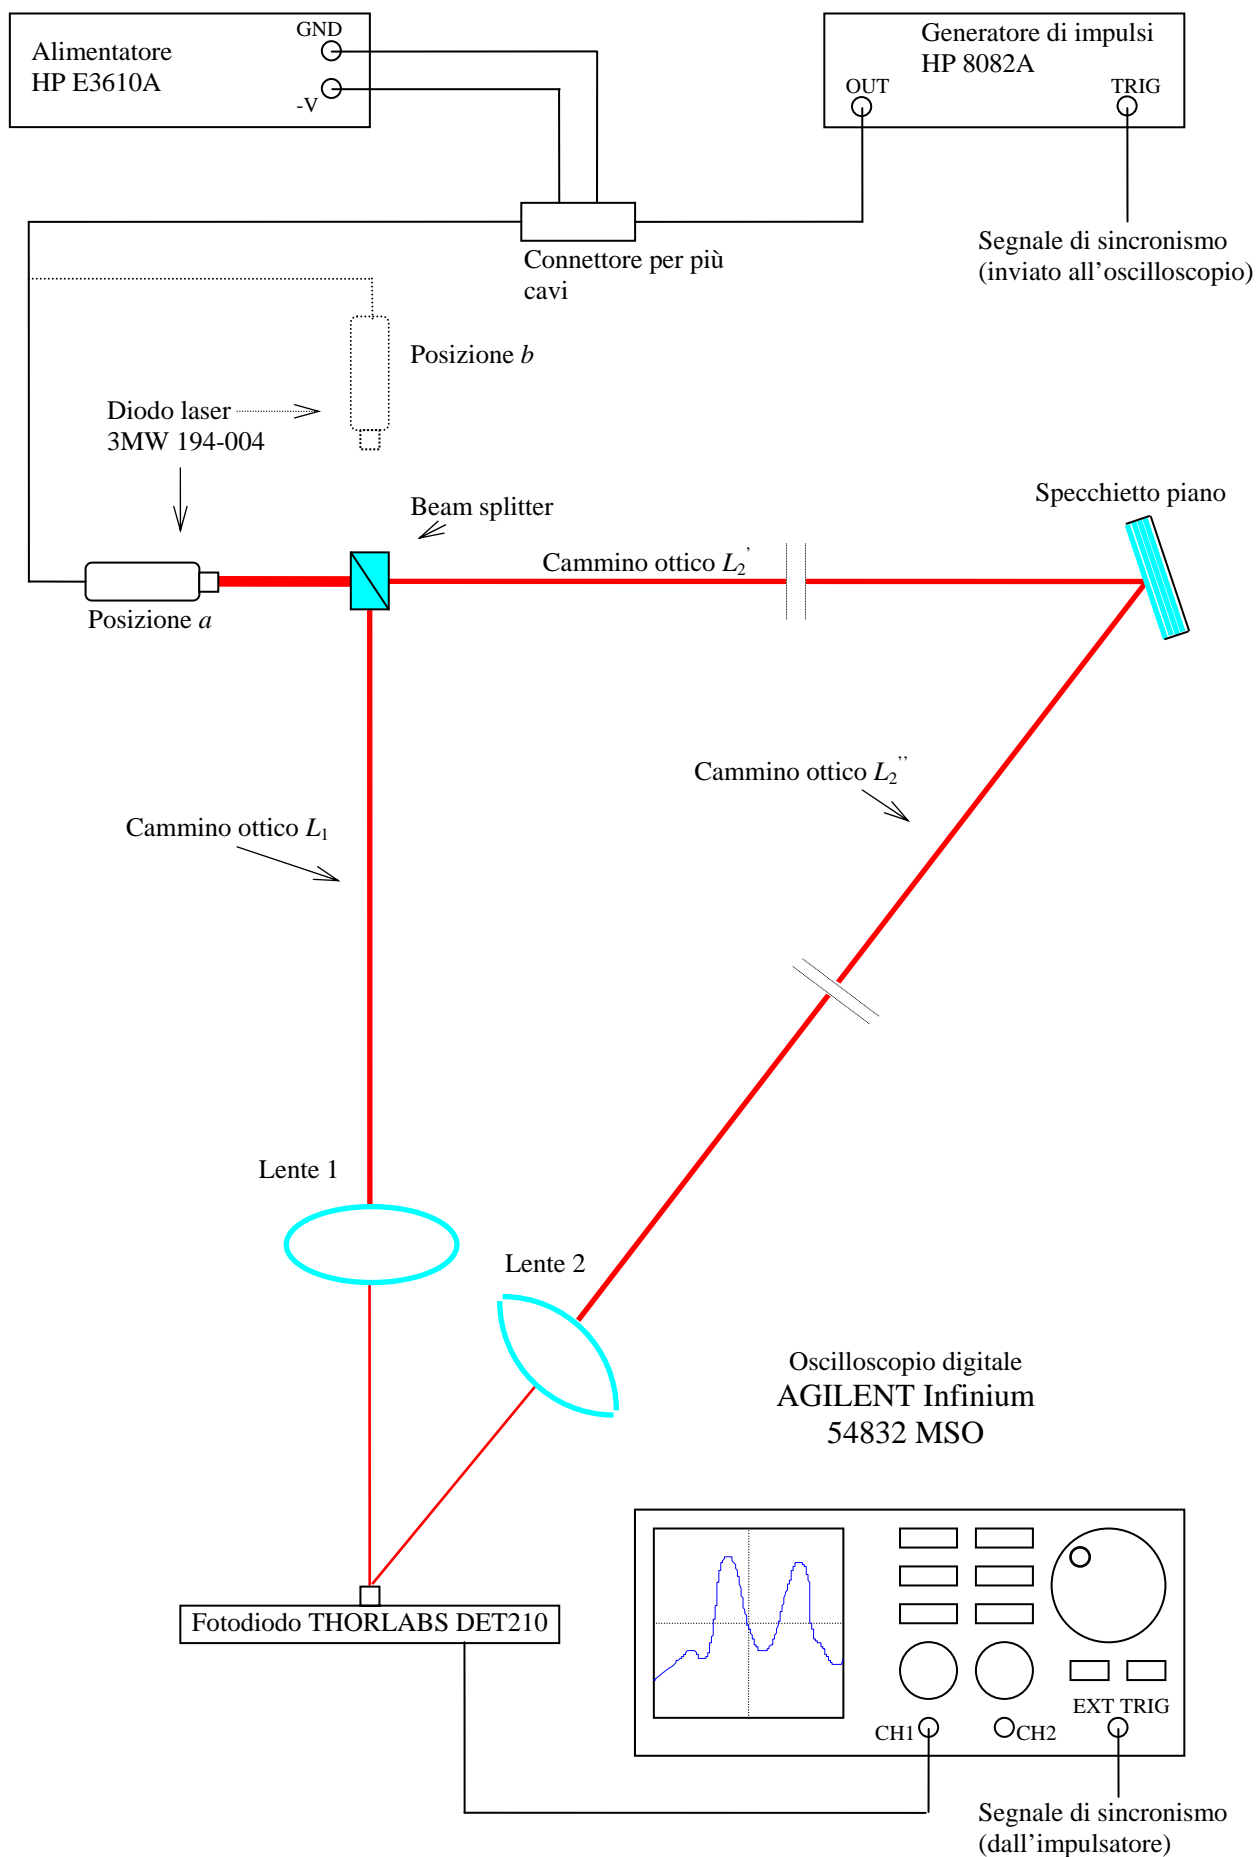 GND
Alimentatore
HP E3610A
-V
Generatore di impulsi
HP 8082A
OUT
TRIG
Connettore per più
cavi
Segnale di sincronismo
(inviato all’oscilloscopio)
Posizione b
Diodo laser
3MW 194-004
Beam splitter
Specchietto piano
Cammino ottico L2’
Posizione a
Cammino ottico L2’’
Cammino ottico L1
Lente 1
Lente 2
Oscilloscopio digitale
AGILENT Infinium
54832 MSO
Fotodiodo THORLABS DET210
EXT TRIG
CH1
CH2
Segnale di sincronismo
(dall’impulsatore)